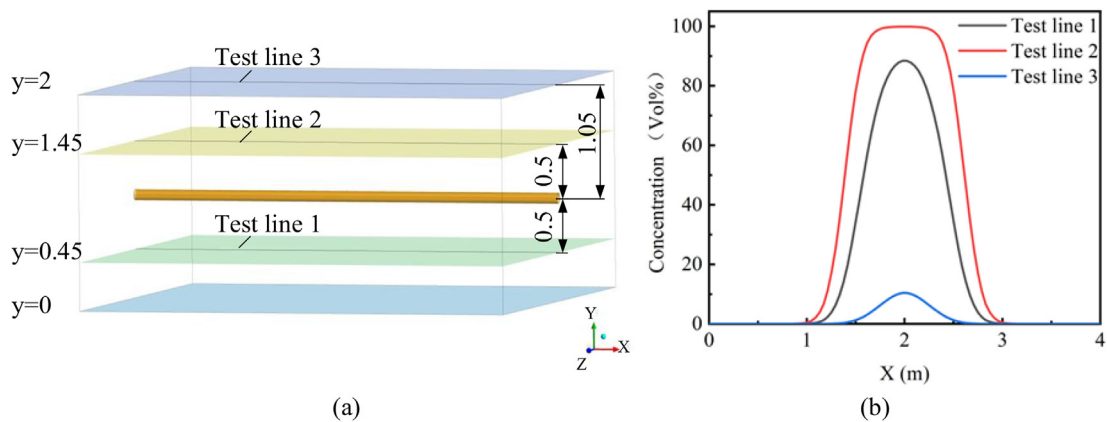 y=2
Test line 3
y=1.45
Test line 2
1.05
0.5
Test line 1
0.5
y=0.45
y=0
Y
X
Z
(a)
Concentration（Vol%）
100
80
60
40
20
0
0
1
2
3
4
X (m)
Test line 1
Test line 2
Test line 3
(b)